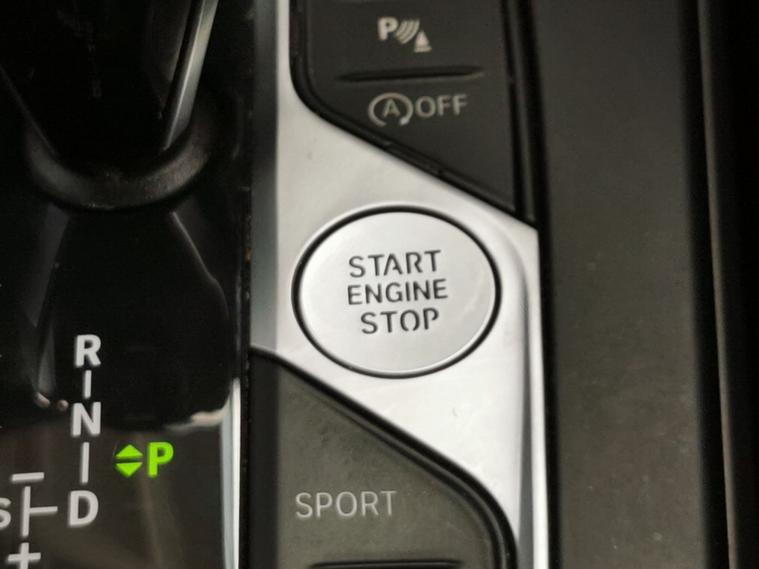 P
A OFF
START
ENGINE
STOP
R
N
P
S D
+
SPORT